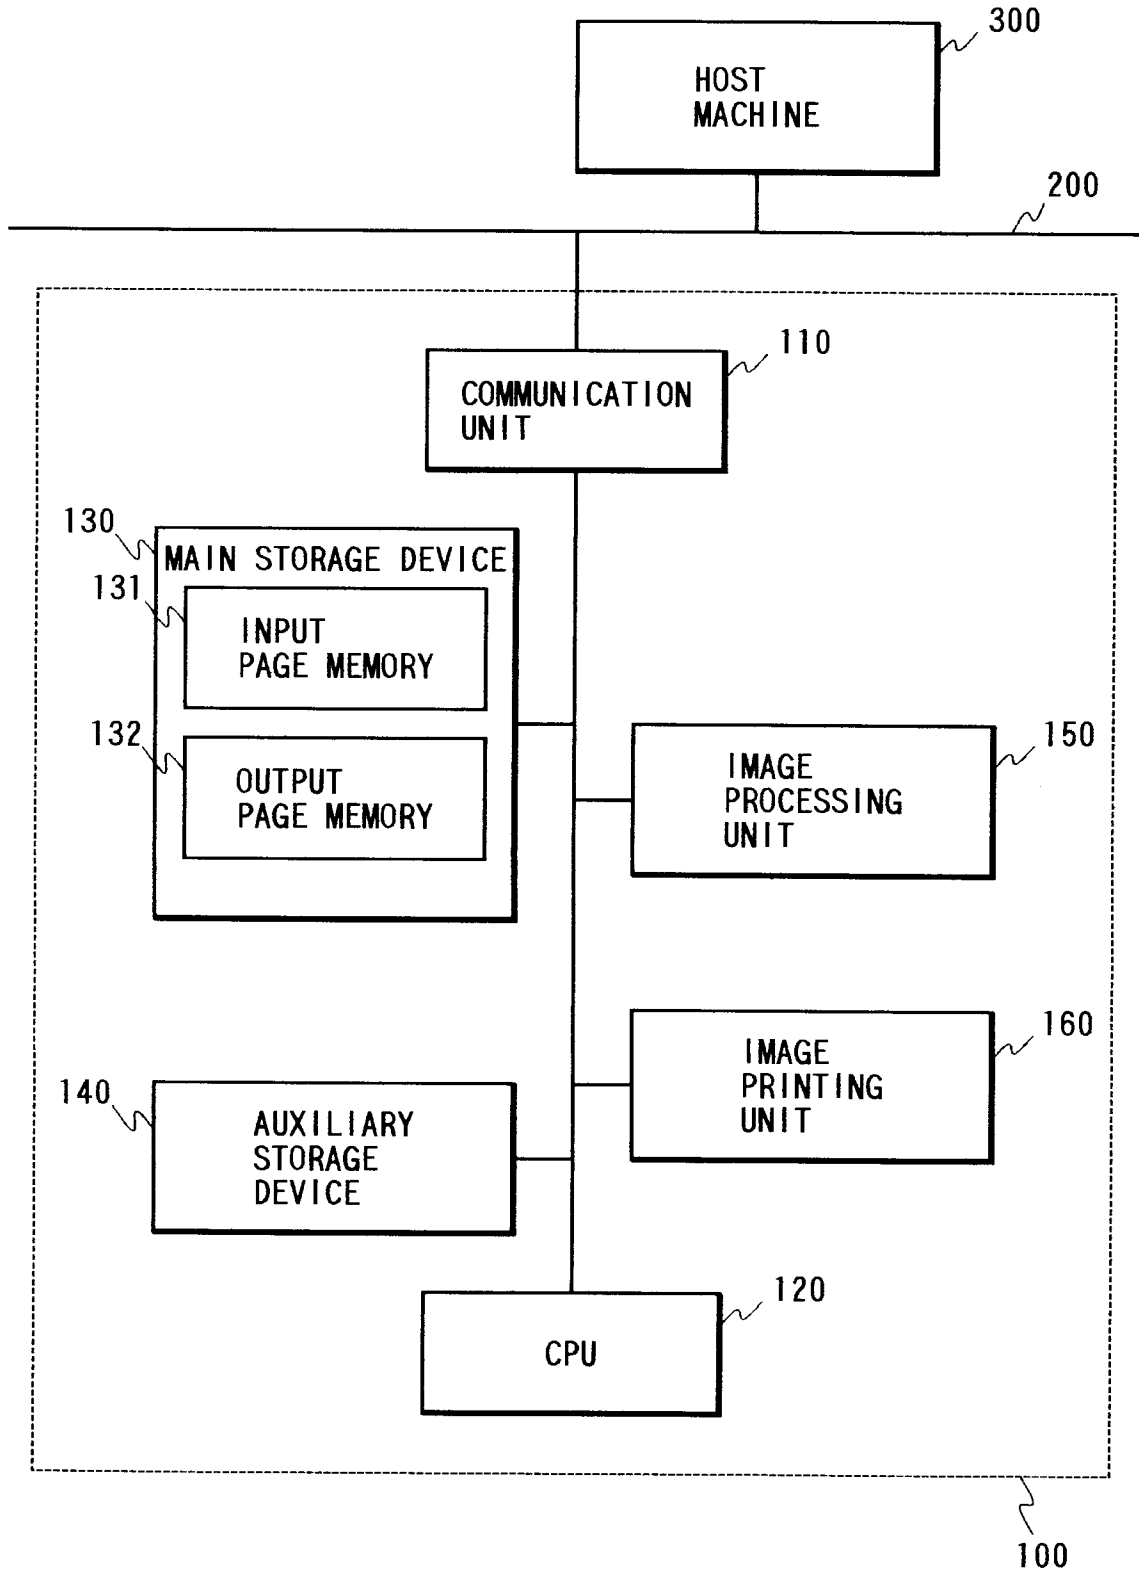 300
HOST
MACHINE
200
110
COMMUNICATION
UNIT
130
MAIN STORAGE DEVICE
131
INPUT
PAGE MEMORY
132
OUTPUT
PAGE MEMORY
150
IMAGE
PROCESSING
UNIT
160
IMAGE
PRINTING
UNIT
140
AUXILIARY
STORAGE
DEVICE
120
CPU
100